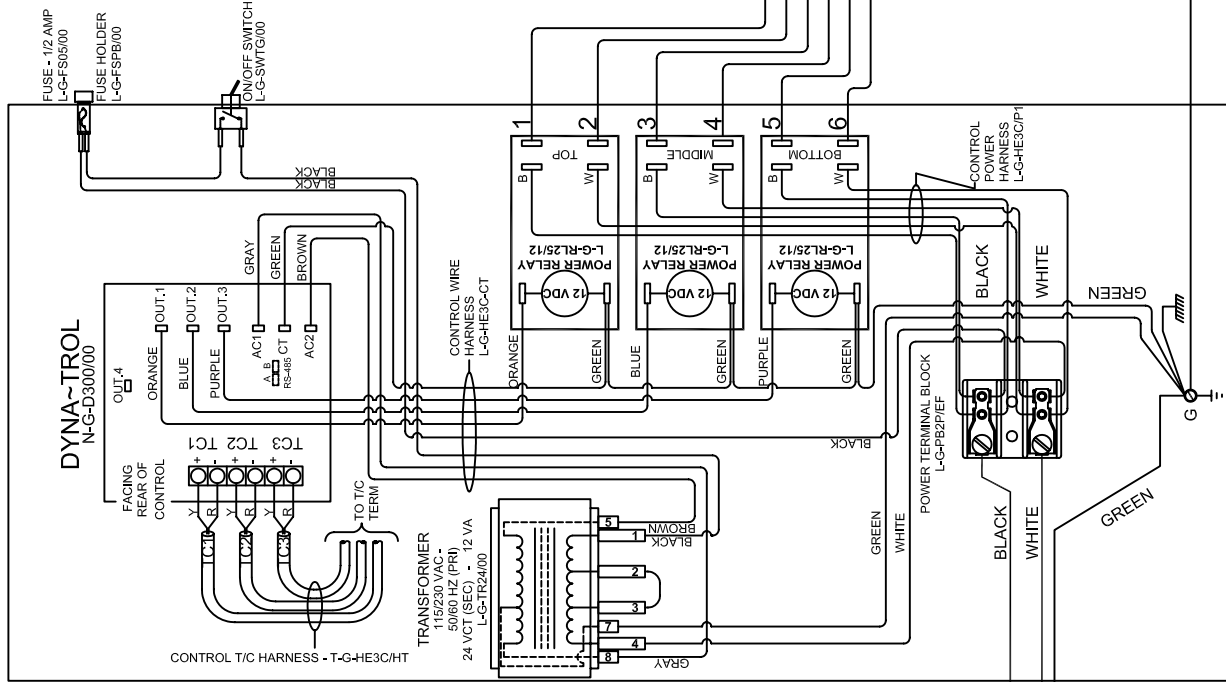 FUSE - 1/2 AMP
L-G-FS05/00
FUSE HOLDER
L-G-FSPB/00
ON/OFF SWITCH
L-G-SWTG/00
BLACK
BLACK
DYNA~TROL
N-G-D300/00
OUT.4
OUT.1
OUT.2
OUT.3
ORANGE
BLUE
PURPLE
AC1
CT
AC2
A B
RS-485
GRAY
GREEN
BROWN
FACING
REAR OF
CONTROL
TC1
TC2
TC3
+
-
+
-
+
-
Y
R
Y
R
Y
R
C1
C2
C3
TO T/C
TERM
CONTROL T/C HARNESS - T-G-HE3C/HT
CONTROL WIRE
HARNESS
L-G-HE3C-CT
1
2
3
4
5
6
TOP
MIDDLE
BOTTOM
B
W
B
W
B
W
POWER RELAY
L-G-RL25/12
12 VDC
POWER RELAY
L-G-RL25/12
12 VDC
POWER RELAY
L-G-RL25/12
12 VDC
ORANGE
GREEN
BLUE
GREEN
PURPLE
GREEN
CONTROL
POWER
HARNESS
L-G-HE3C/P1
BLACK
WHITE
GREEN
BLACK
POWER TERMINAL BLOCK
L-G-PB2P/EF
G
TRANSFORMER
115/230 VAC -
50/60 HZ (PRI)
24 VCT (SEC) - 12 VA
L-G-TR24/00
5
1
2
3
7
4
8
BROWN
BLACK
GRAY
GREEN
WHITE
BLACK
WHITE
GREEN